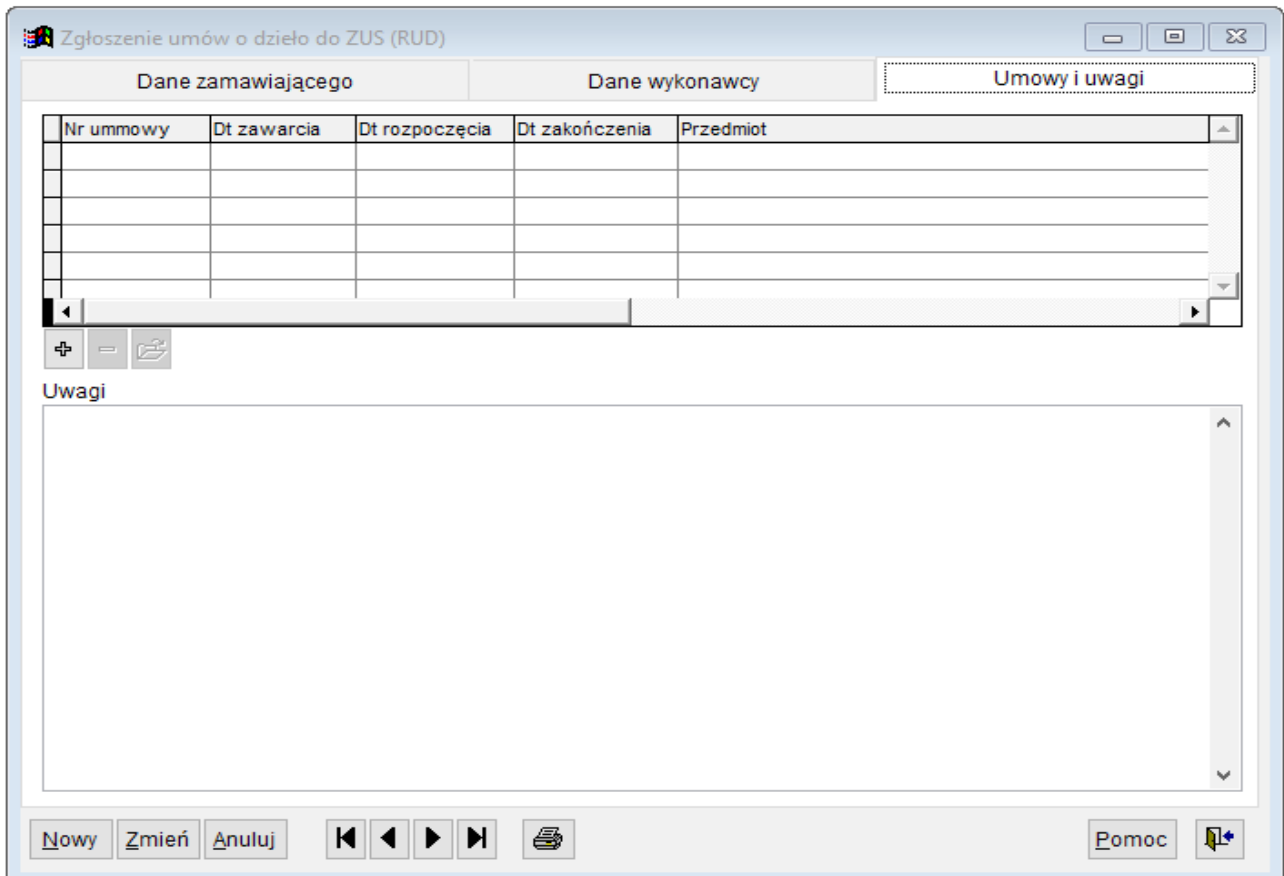 Zgłoszenie umów o dzieło do ZUS (RUD)
Dane zamawiającego Dane wykonawcy Umowy i uwagi
Nr ummowy Dt zawarcia Dt rozpoczęcia Dt zakończenia Przedmiot
Uwagi
Nowy Zmień Anuluj Pomoc